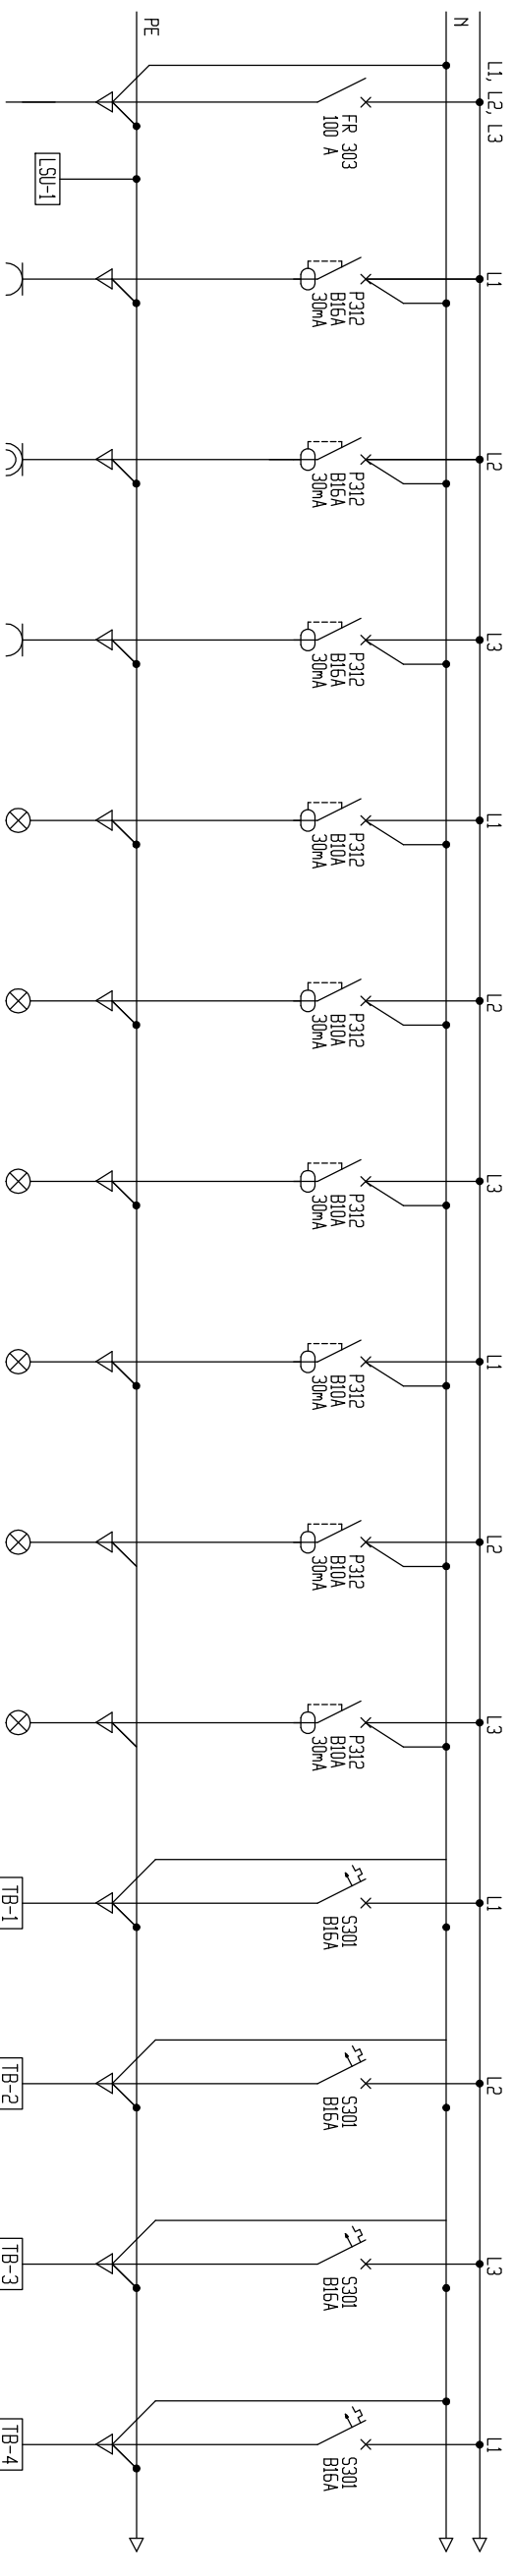 L1, L2, L3
N
PE
FR 303
100 A
LSU-1
L1
P312
B16A
30mA
L2
P312
B16A
30mA
L3
P312
B16A
30mA
L1
P312
B10A
30mA
L2
P312
B10A
30mA
L3
P312
B10A
30mA
L1
P312
B10A
30mA
L2
P312
B10A
30mA
L3
P312
B10A
30mA
L1
S301
B16A
TB-1
L2
S301
B16A
TB-2
L3
S301
B16A
TB-3
L1
S301
B16A
TB-4